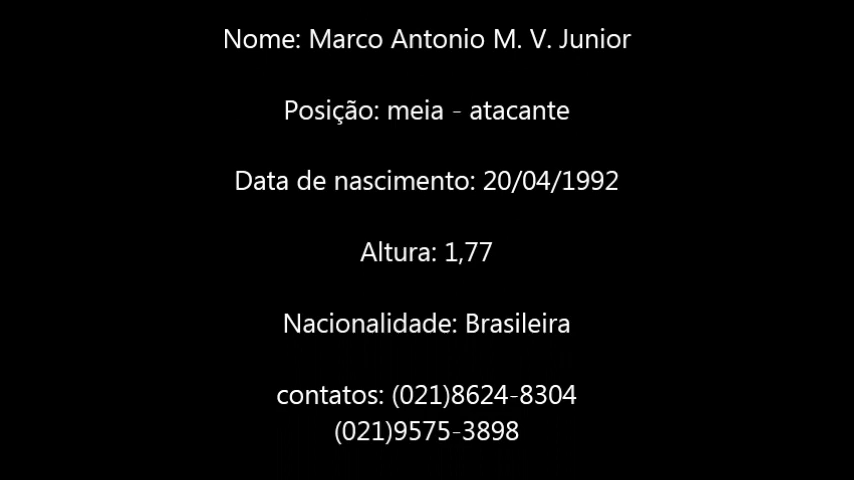 Nome: Marco Antonio M. V. Junior
Posição: meia - atacante
Data de nascimento: 20/04/1992
Altura: 1,77
Nacionalidade: Brasileira
contatos: (021)8624-8304
(021)9575-3898